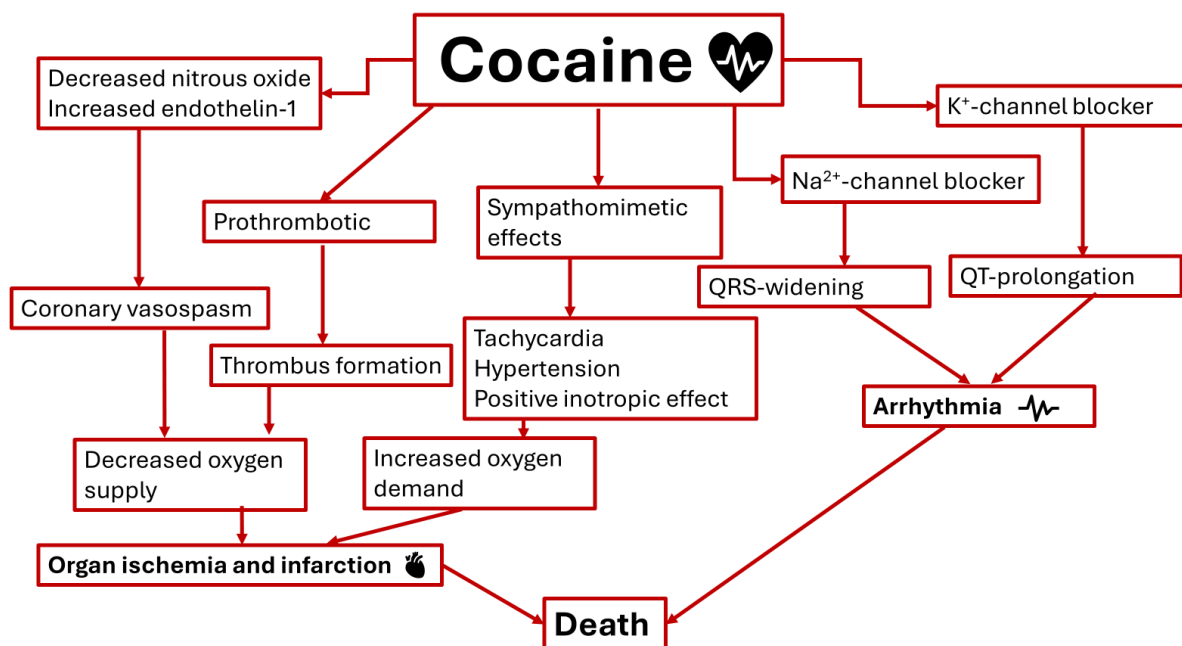 Cocaine
Decreased nitrous oxide
Increased endothelin-1
K⁺-channel blocker
Na²⁺-channel blocker
Prothrombotic
Sympathomimetic
effects
QRS-widening
QT-prolongation
Coronary vasospasm
Thrombus formation
Tachycardia
Hypertension
Positive inotropic effect
Arrhythmia
Decreased oxygen
supply
Increased oxygen
demand
Organ ischemia and infarction
Death